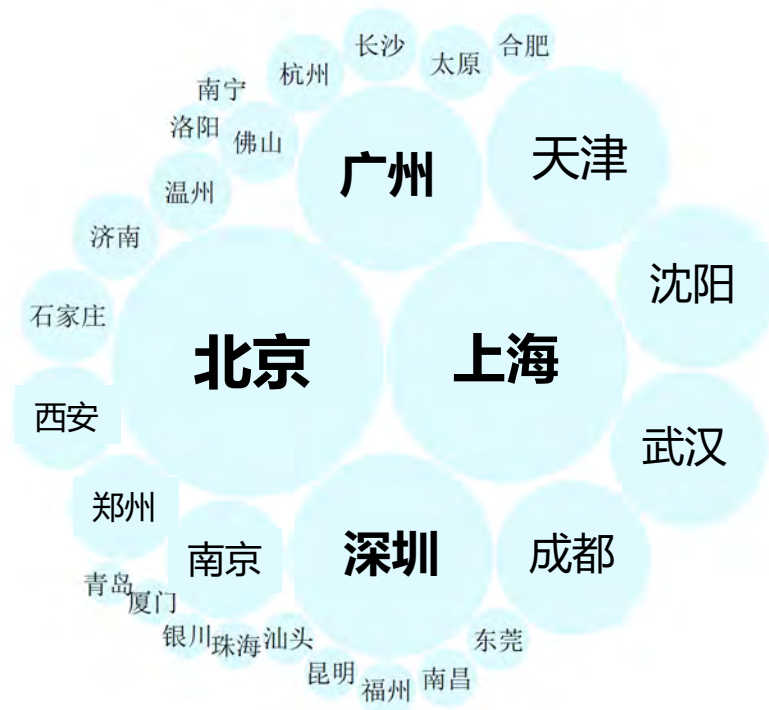 长沙
合肥
太原
杭州
南宁
洛阳
佛山
天津
广州
温州
济南
沈阳
石家庄
北京
上海
西安
武汉
郑州
南京
深圳
成都
青岛
厦门
银川
珠海
汕头
东莞
昆明
福州
南昌